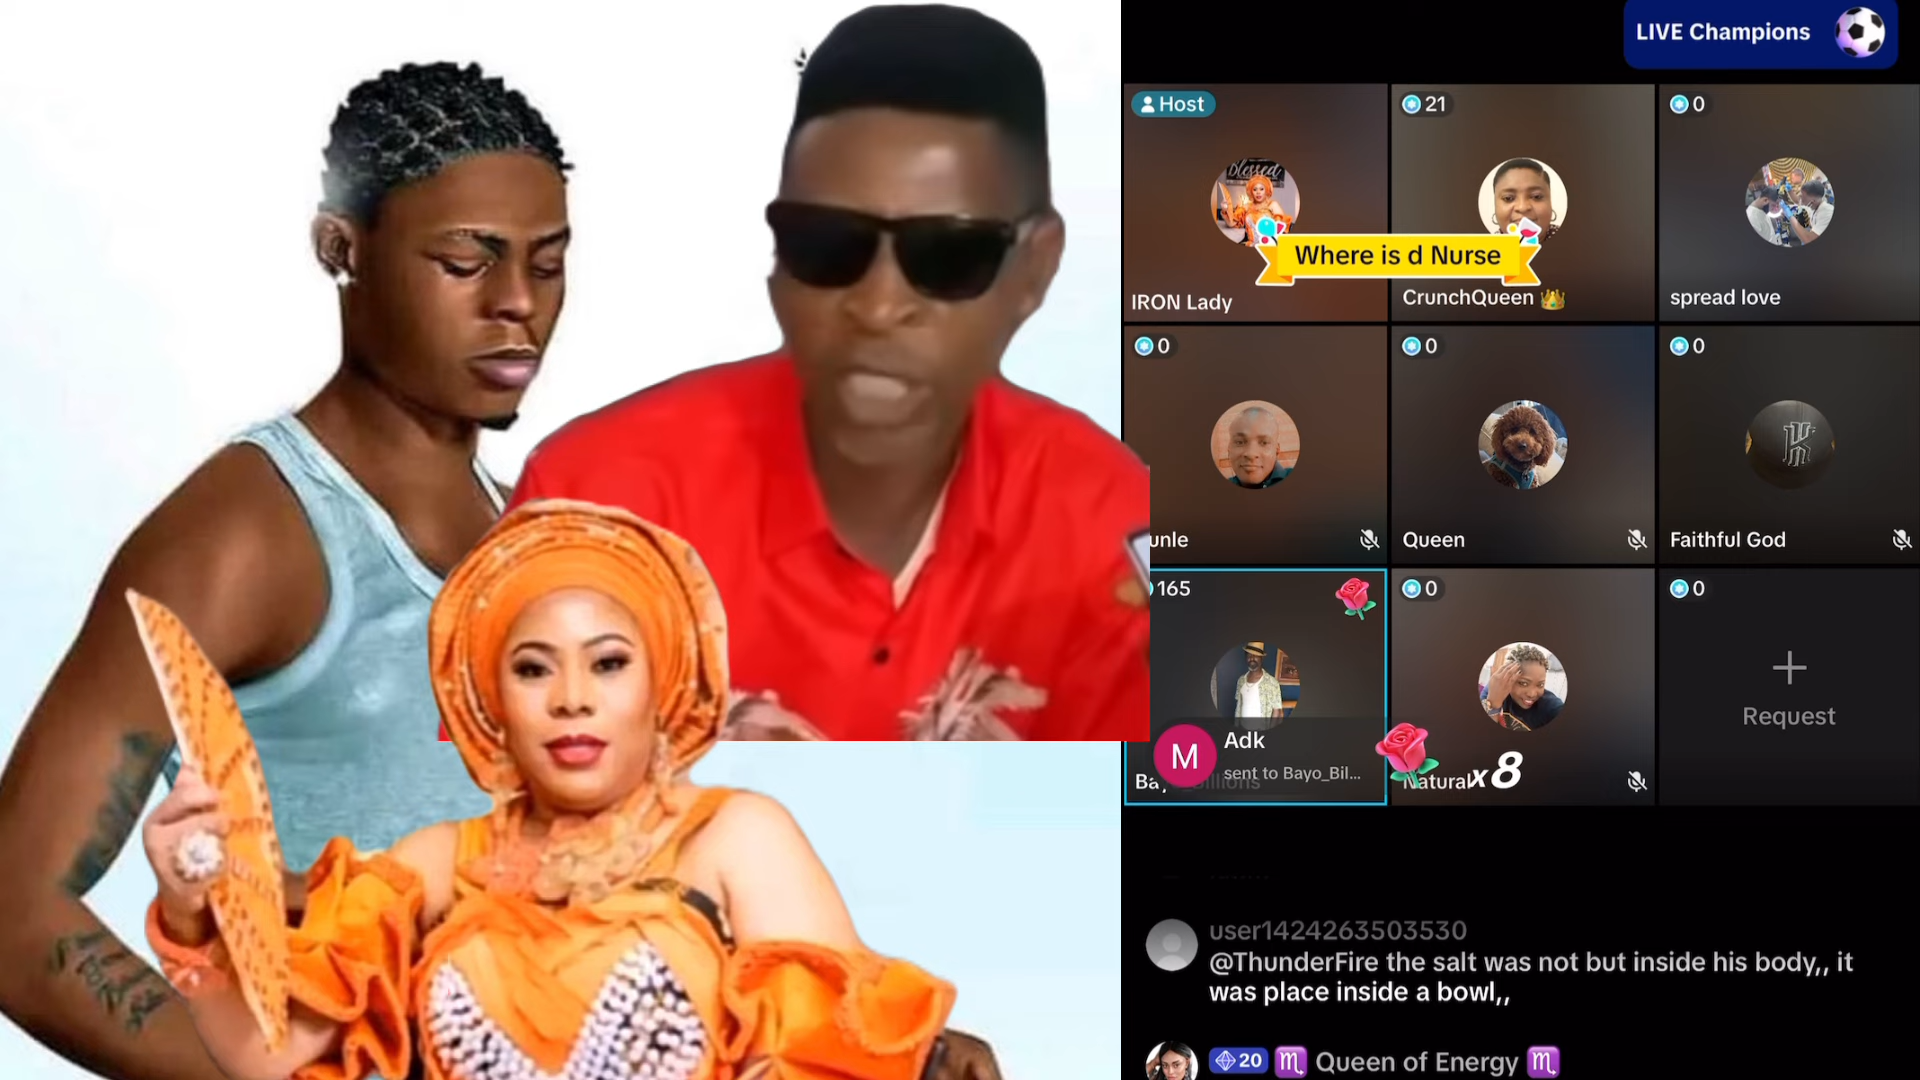 LIVE Champions
Host
21
0
Blessed
Where is d Nurse
IRON Lady
CrunchQueen
spread love
0
0
0
unle
Queen
Faithful God
165
0
0
Request
M
Adk
sent to Bayo_Bil...
Natural
x8
user1424263503530
@ThunderFire the salt was not but inside his body,, it
was place inside a bowl,,
20
♏ Queen of Energy ♏